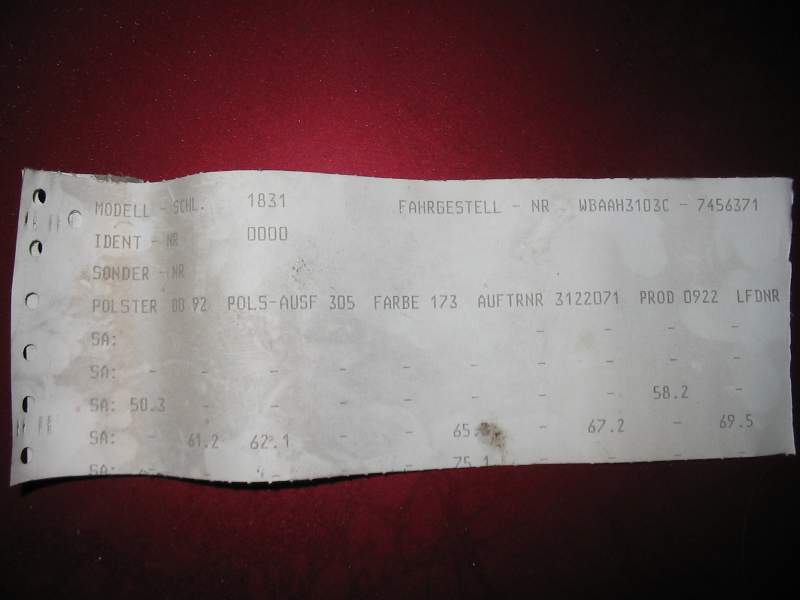 MODELL - SCHL. 1831 FAHRGESTELL - NR WBAAH3103C - 7456371
IDENT - NR 0000
SONDER - NR
POLSTER 00 92 POLS-AUSF 305 FARBE 173 AUFTRNR 3122071 PROD 0922 LFDNR
SA: - - -
SA: - - - - - - - - -
SA: 50.3 - - - - - - 58.2 -
SA: - 61.2 62.1 - - - 67.2 - 69.5
SA: - - - 75.1 - - - -